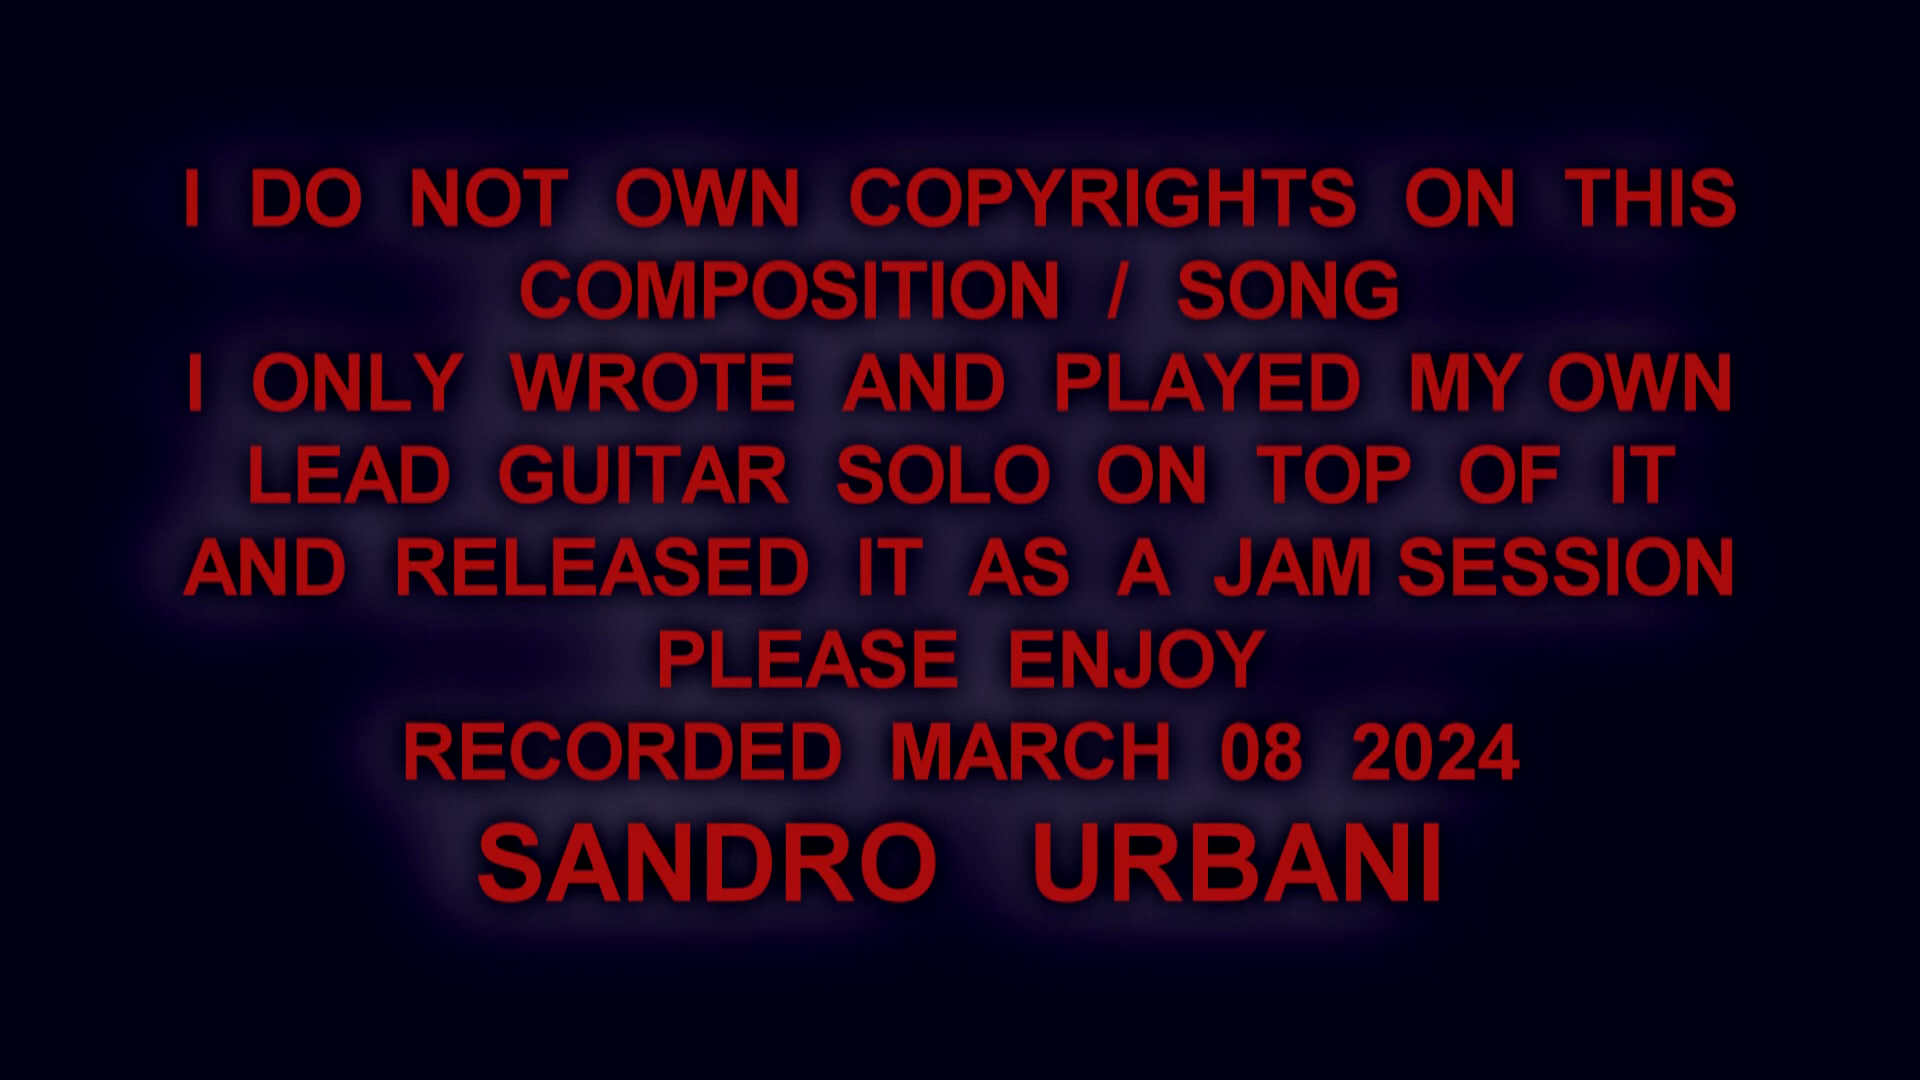 I DO NOT OWN COPYRIGHTS ON THIS
COMPOSITION / SONG
I ONLY WROTE AND PLAYED MY OWN
LEAD GUITAR SOLO ON TOP OF IT
AND RELEASED IT AS A JAM SESSION
PLEASE ENJOY
RECORDED MARCH 08 2024
SANDRO URBANI